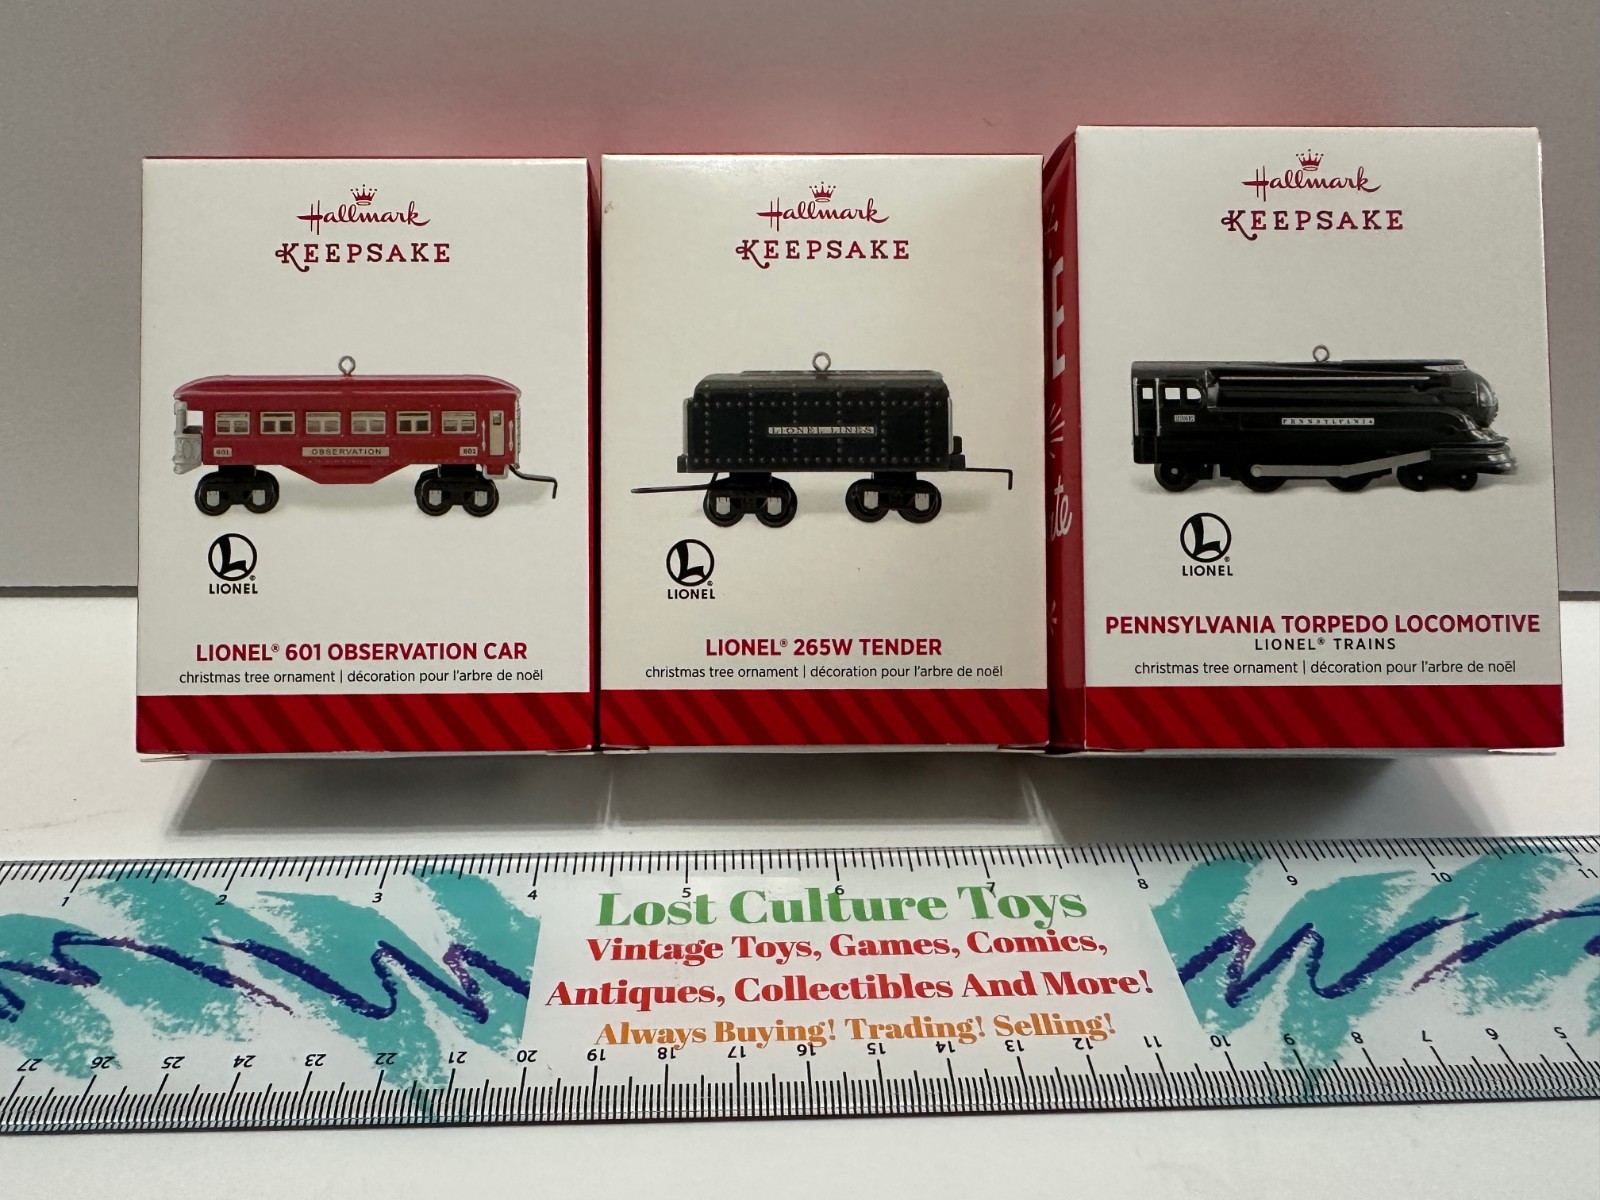 Hallmark
KEEPSAKE
601 OBSERVATION 601
L
LIONEL
LIONEL® 601 OBSERVATION CAR
christmas tree ornament | décoration pour l'arbre de noël
Hallmark
KEEPSAKE
LIONEL LINES
L
LIONEL
LIONEL® 265W TENDER
christmas tree ornament | décoration pour l'arbre de noël
Hallmark
KEEPSAKE
PENNSYLVANIA
L
LIONEL
PENNSYLVANIA TORPEDO LOCOMOTIVE
LIONEL® TRAINS
christmas tree ornament | décoration pour l'arbre de noël
1 2 3 4 5 6 7 8 9 10 11
Lost Culture Toys
Vintage Toys, Games, Comics,
Antiques, Collectibles And More!
Always Buying! Trading! Selling!
27 26 25 24 23 22 21 20 19 18 17 16 15 14 13 12 11 10 9 8 7 6 5